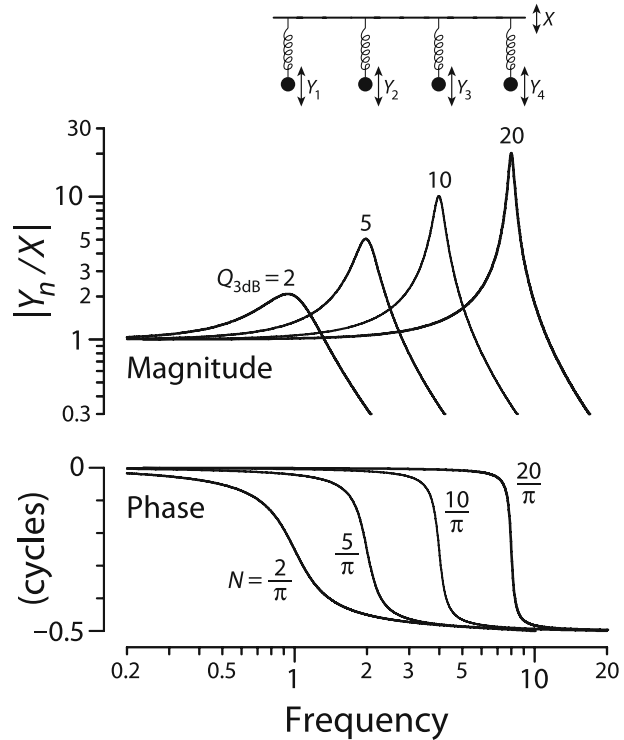 X
Y1 Y2 Y3 Y4
30
20
10
10
|Yn/X|
5
5
3
Q3dB = 2
2
1
Magnitude
0.3
0
20/π
Phase
10/π
(cycles)
5/π
N = 2/π
−0.5
0.2 0.5 1 2 3 5 10 20
Frequency